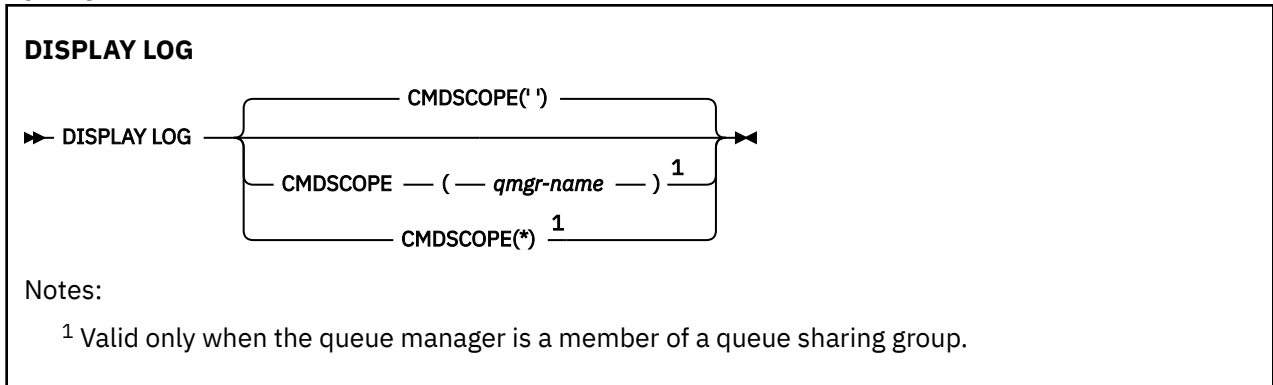 DISPLAY LOG
CMDSCOPE(' ')
DISPLAY LOG
CMDSCOPE ( qmgr-name ) 1
CMDSCOPE(*) 1
Notes:
1 Valid only when the queue manager is a member of a queue sharing group.